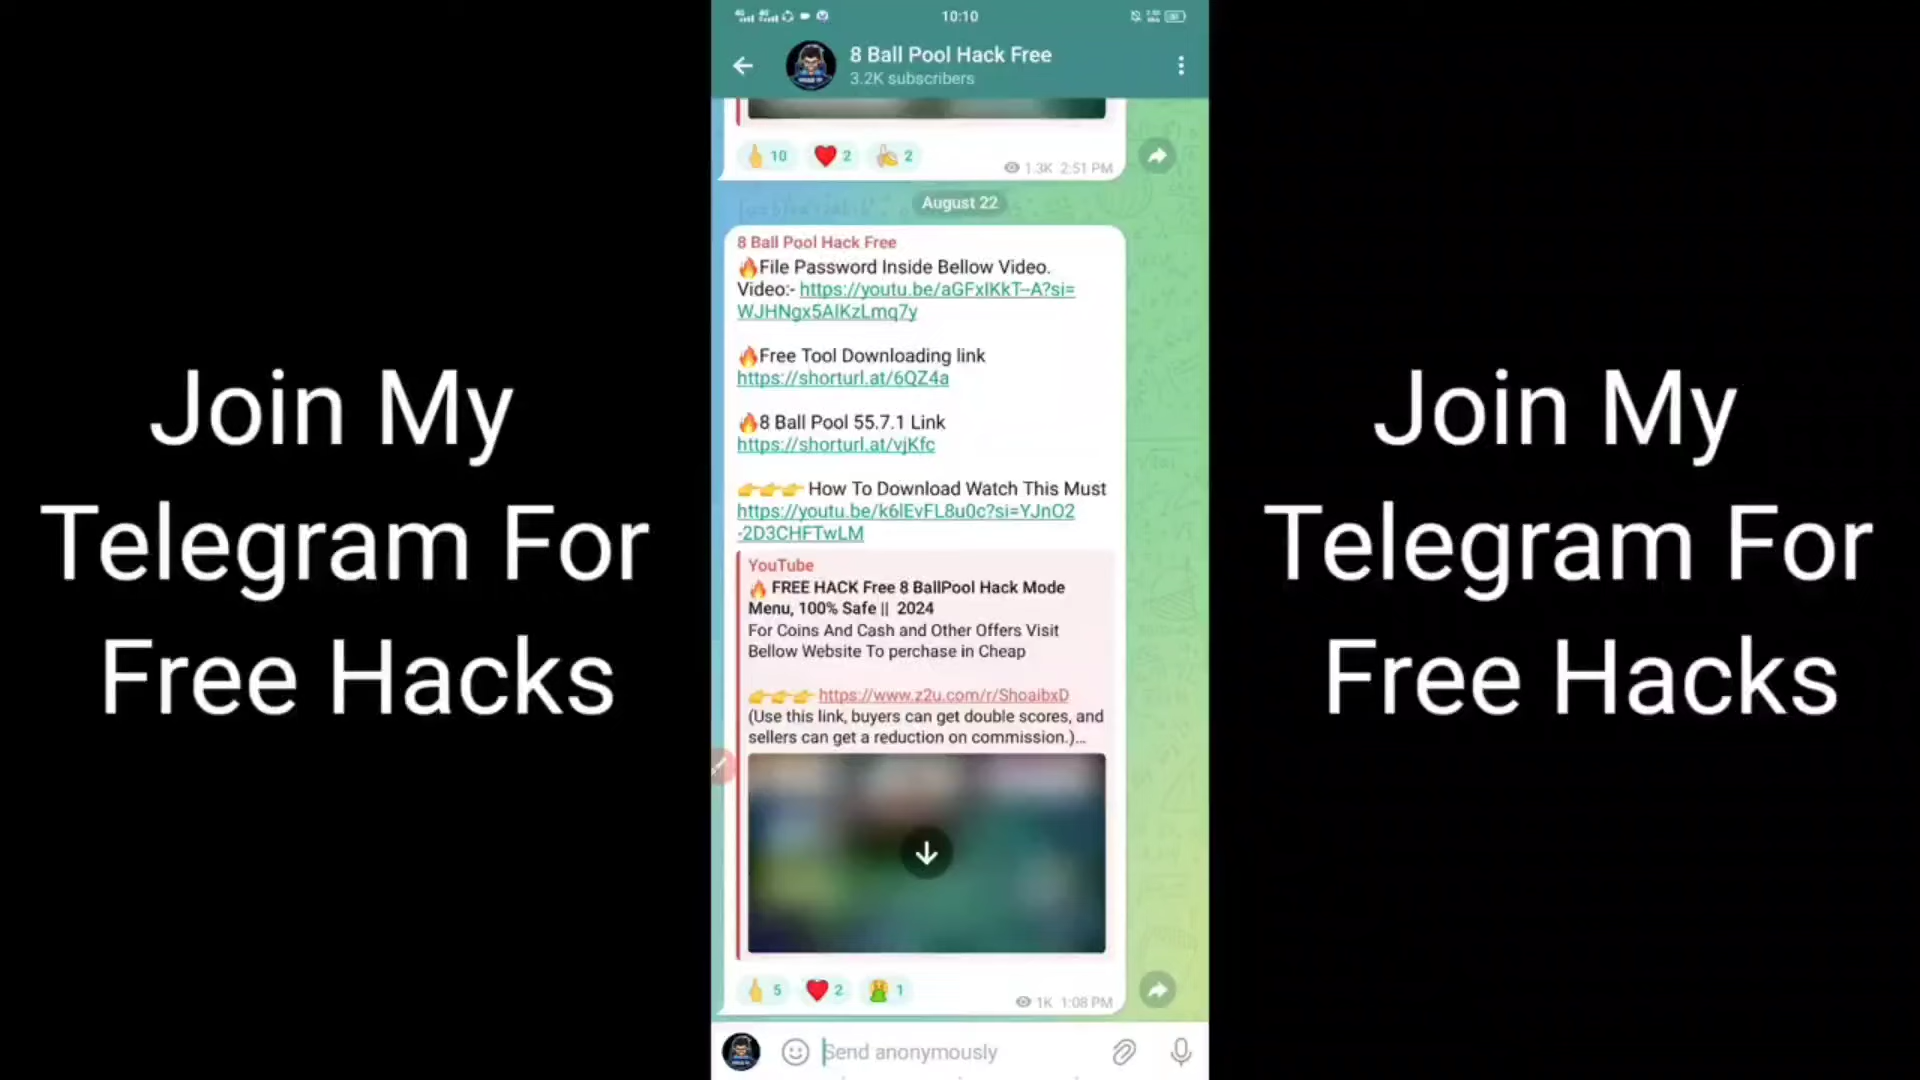 Join My
Telegram For
Free Hacks
10:10
8 Ball Pool Hack Free
3.2K subscribers
10
2
2
1.3K 2:51 PM
August 22
8 Ball Pool Hack Free
🔥File Password Inside Bellow Video.
Video:- https://youtu.be/aGFxIKkT--A?si=
WJHNgx5AIKzLmq7y
🔥Free Tool Downloading link
https://shorturl.at/6QZ4a
🔥8 Ball Pool 55.7.1 Link
https://shorturl.at/vjKfc
👉👉👉 How To Download Watch This Must
https://youtu.be/k6lEvFL8u0c?si=YJnO2
-2D3CHFTwLM
YouTube
🔥 FREE HACK Free 8 BallPool Hack Mode
Menu, 100% Safe || 2024
For Coins And Cash and Other Offers Visit
Bellow Website To perchase in Cheap
👉👉👉 https://www.z2u.com/r/ShoaibxD
(Use this link, buyers can get double scores, and
sellers can get a reduction on commission.)...
5
2
1
1K 1:08 PM
Send anonymously
Join My
Telegram For
Free Hacks